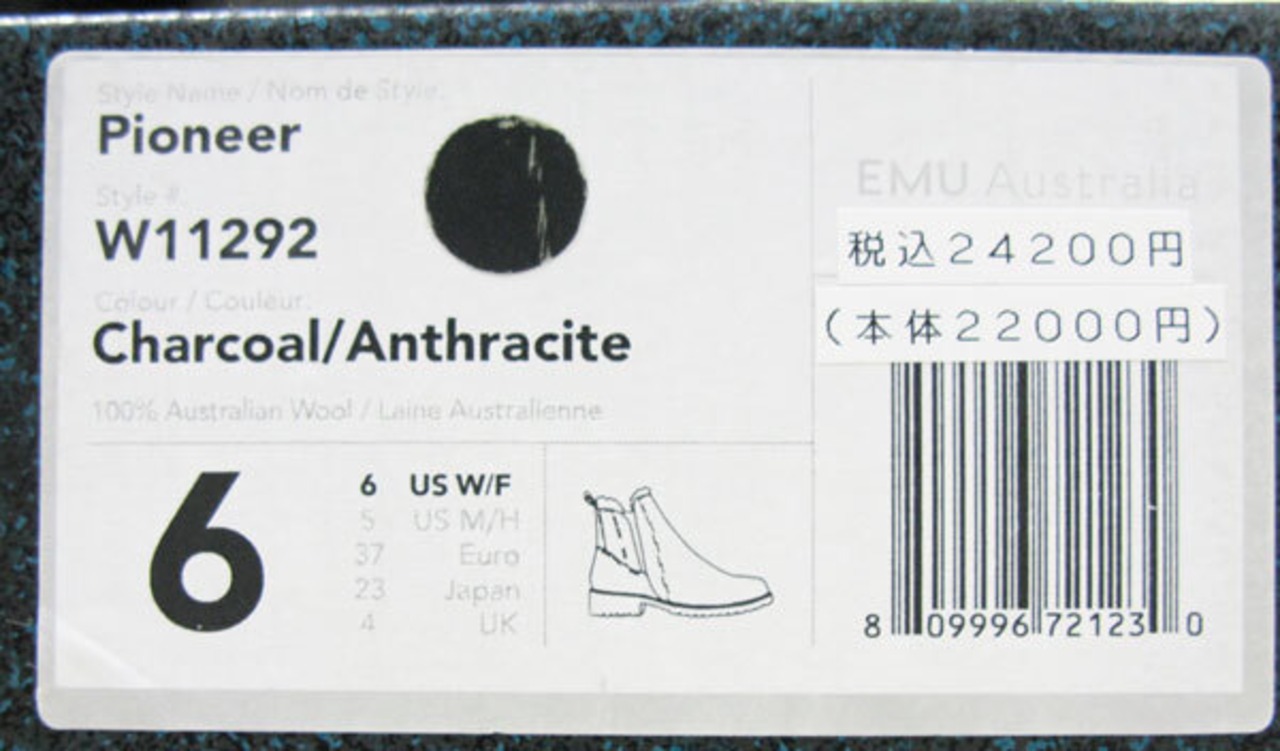 Style Name / Nom de Style:
Pioneer
Style #:
W11292
Colour / Couleur:
Charcoal/Anthracite
100% Australian Wool / Laine Australienne
6
6 US W/F
5 US M/H
37 Euro
23 Japan
4 UK
EMU Australia
税込24200円
(本体22000円)
8 09996 72123 0